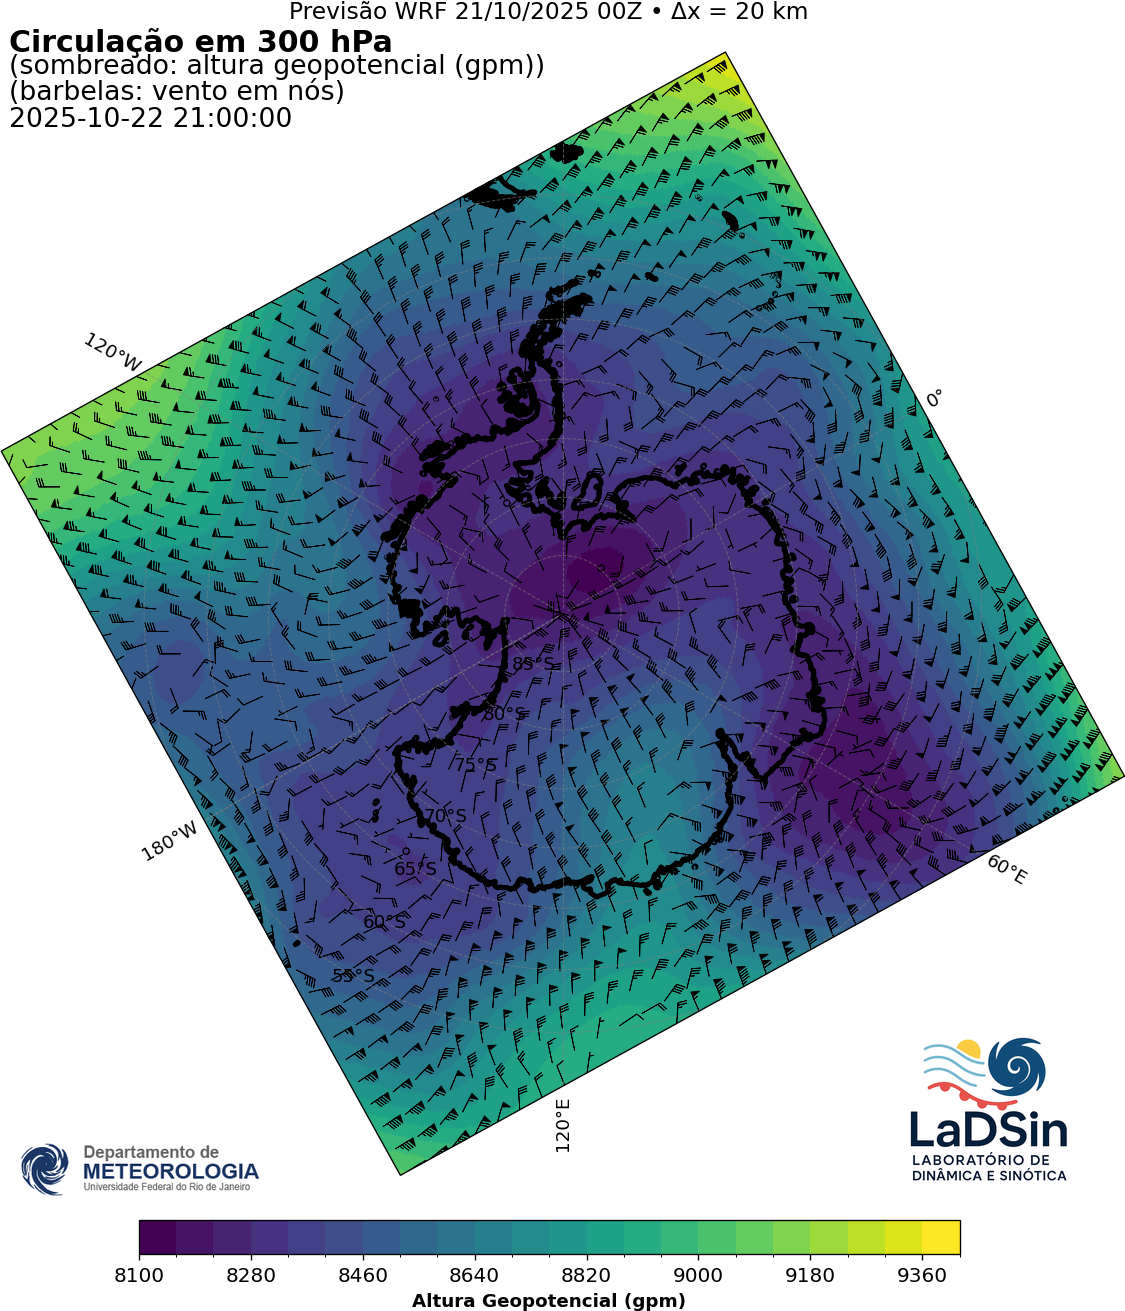 Previsão WRF 21/10/2025 00Z • Δx = 20 km
Circulação em 300 hPa
(sombreado: altura geopotencial (gpm))
(barbelas: vento em nós)
2025-10-22 21:00:00
120°W
0°
85°S
80°S
75°S
70°S
180°W
65°S
60°E
60°S
55°S
120°E
Departamento de
METEOROLOGIA
Universidade Federal do Rio de Janeiro
LaDSin
LABORATÓRIO DE
DINÂMICA E SINÓTICA
8100 8280 8460 8640 8820 9000 9180 9360
Altura Geopotencial (gpm)